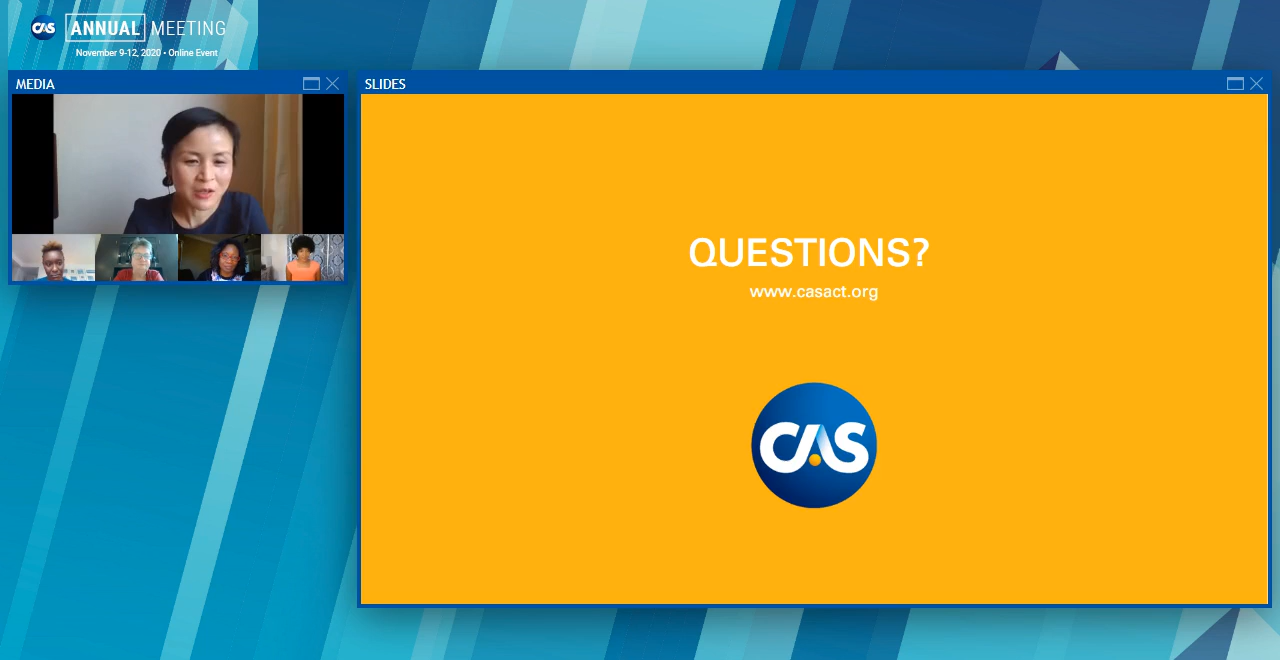 CAS ANNUAL MEETING
November 9-12, 2020 • Online Event
MEDIA
SLIDES
QUESTIONS?
www.casact.org
CAS